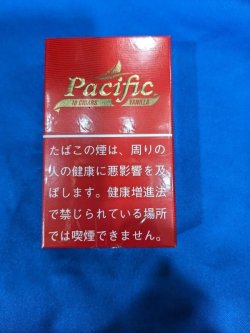 Pacific
10 CIGARS VANILLA
たばこの煙は、周りの
人の健康に悪影響を及
ぼします。健康増進法
で禁じられている場所
では喫煙できません。